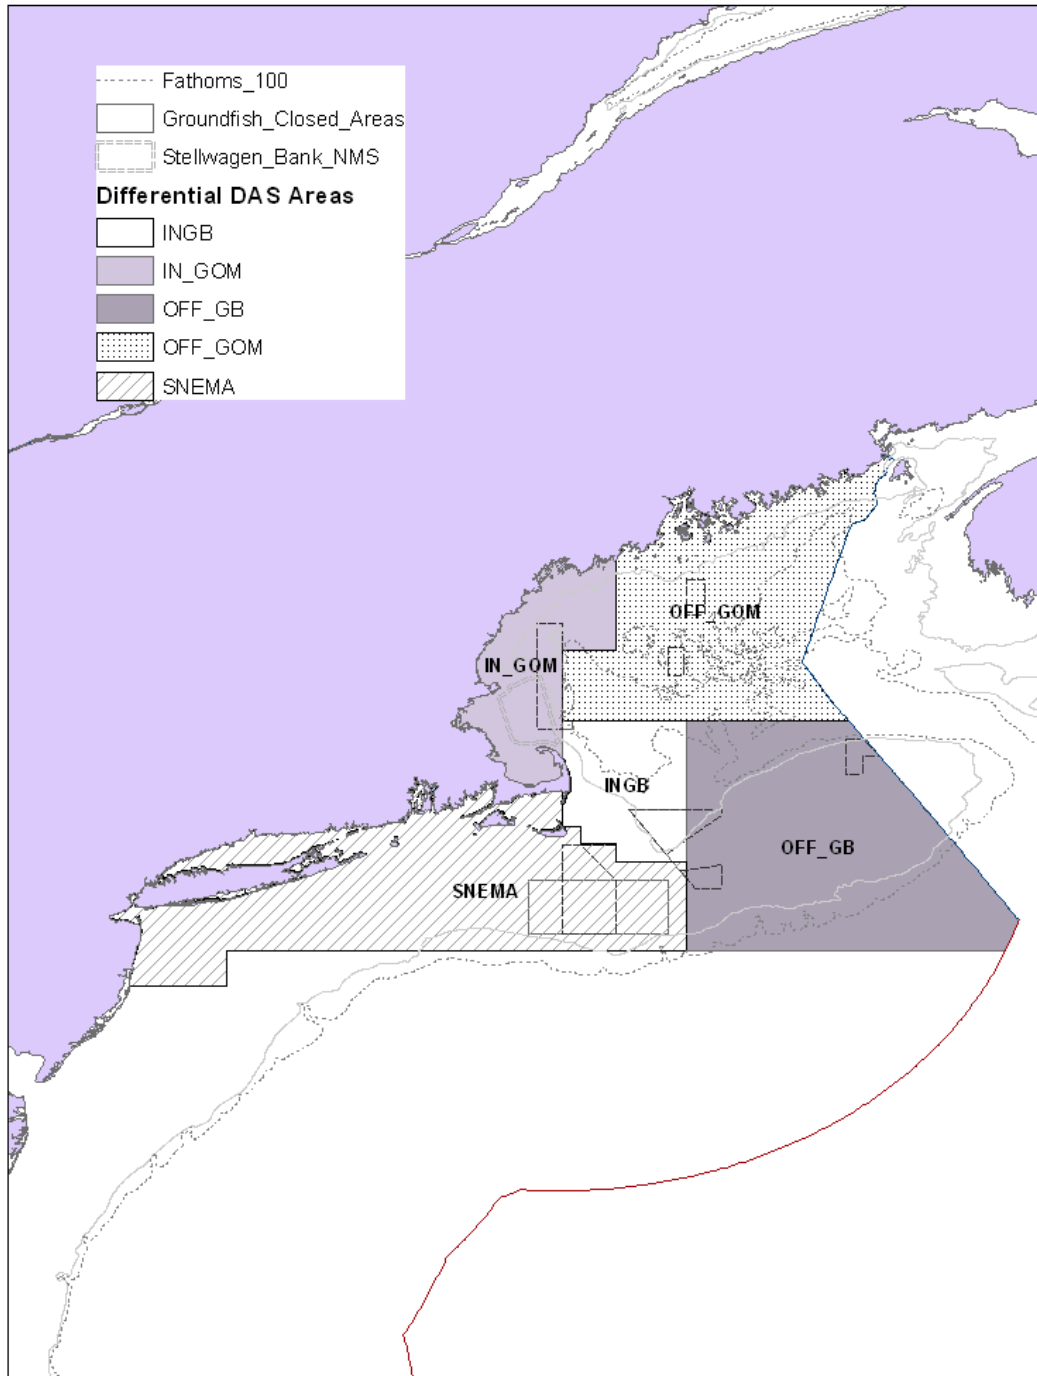 Fathoms_100
Groundfish_Closed_Areas
Stellwagen_Bank_NMS
Differential DAS Areas
INGB
IN_GOM
OFF_GB
OFF_GOM
SNEMA
OFF_GOM
IN_GOM
INGB
OFF_GB
SNEMA